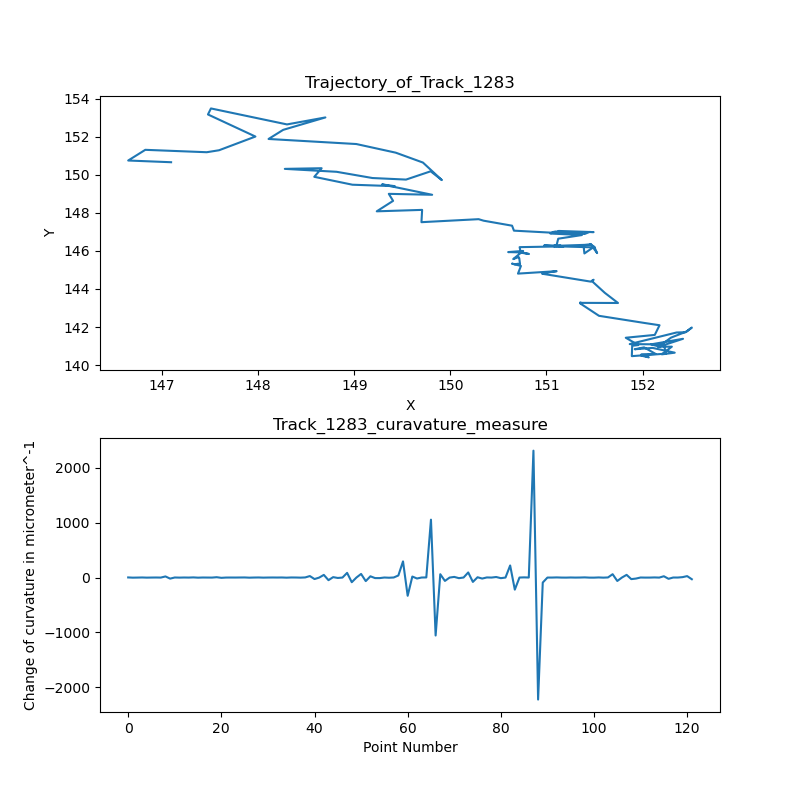 Trajectory_of_Track_1283
154
152
150
148
146
144
142
140
Y
147 148 149 150 151 152
X
Track_1283_curavature_measure
2000
1000
0
−1000
−2000
Change of curvature in micrometer^-1
0 20 40 60 80 100 120
Point Number